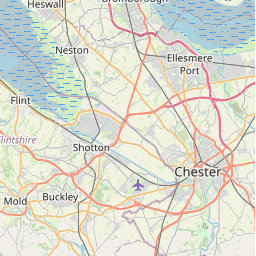 Heswall
Bromborough
Neston
Ellesmere
Port
Flint
Flintshire
Shotton
Chester
Mold
Buckley